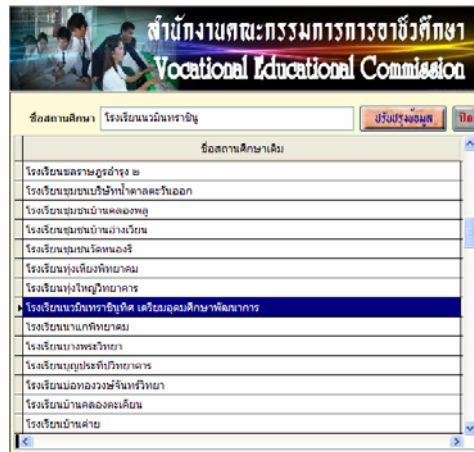 สำนักงานคณะกรรมการการอาชีวศึกษา
Vocational Educational Commission
ชื่อสถานศึกษา โรงเรียนนวมินทราชินู ปรับปรุงข้อมูล ปิด
ชื่อสถานศึกษาเดิม
โรงเรียนชลราษฎรอำรุง ๒
โรงเรียนชุมชนบริษัทน้ำตาลตะวันออก
โรงเรียนชุมชนบ้านคลองพลู
โรงเรียนชุมชนบ้านอ่างเวียน
โรงเรียนชุมชนวัดหนองรี
โรงเรียนทุ่งเหียงพิทยาคม
โรงเรียนทุ่งใหญ่วิทยาคาร
โรงเรียนนวมินทราชินูทิศ เตรียมอุดมศึกษาพัฒนาการ
โรงเรียนนาแกพิทยาคม
โรงเรียนบางพระวิทยา
โรงเรียนบุญประทีปวิทยาคาร
โรงเรียนบ่อทองวงษ์จันทร์วิทยา
โรงเรียนบ้านคลองตะเคียน
โรงเรียนบ้านค่าย